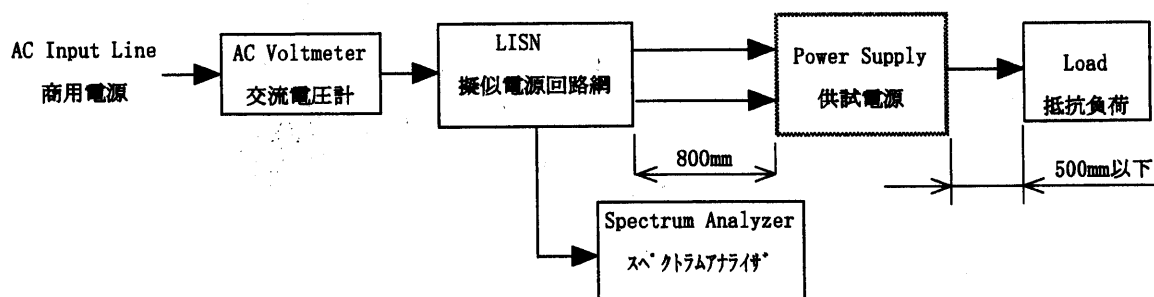 AC Input Line
商用電源
AC Voltmeter
交流電圧計
LISN
擬似電源回路網
Power Supply
供試電源
Load
抵抗負荷
800mm
500mm以下
Spectrum Analyzer
スペクトラムアナライザ